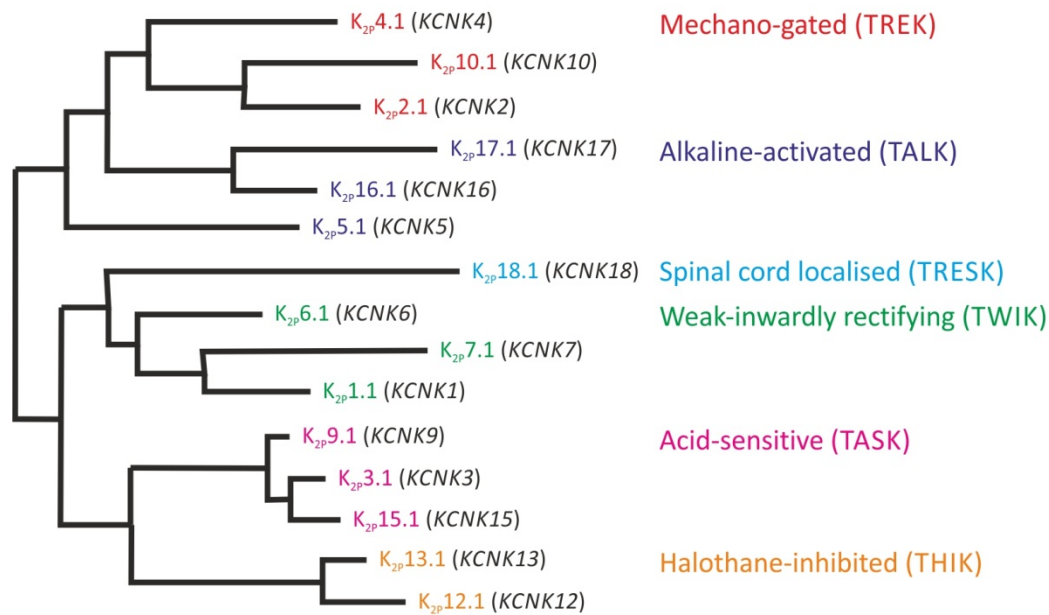 K2P4.1 (KCNK4) Mechano-gated (TREK)
K2P10.1 (KCNK10)
K2P2.1 (KCNK2)
K2P17.1 (KCNK17) Alkaline-activated (TALK)
K2P16.1 (KCNK16)
K2P5.1 (KCNK5)
K2P18.1 (KCNK18) Spinal cord localised (TRESK)
K2P6.1 (KCNK6) Weak-inwardly rectifying (TWIK)
K2P7.1 (KCNK7)
K2P1.1 (KCNK1)
K2P9.1 (KCNK9) Acid-sensitive (TASK)
K2P3.1 (KCNK3)
K2P15.1 (KCNK15)
K2P13.1 (KCNK13) Halothane-inhibited (THIK)
K2P12.1 (KCNK12)